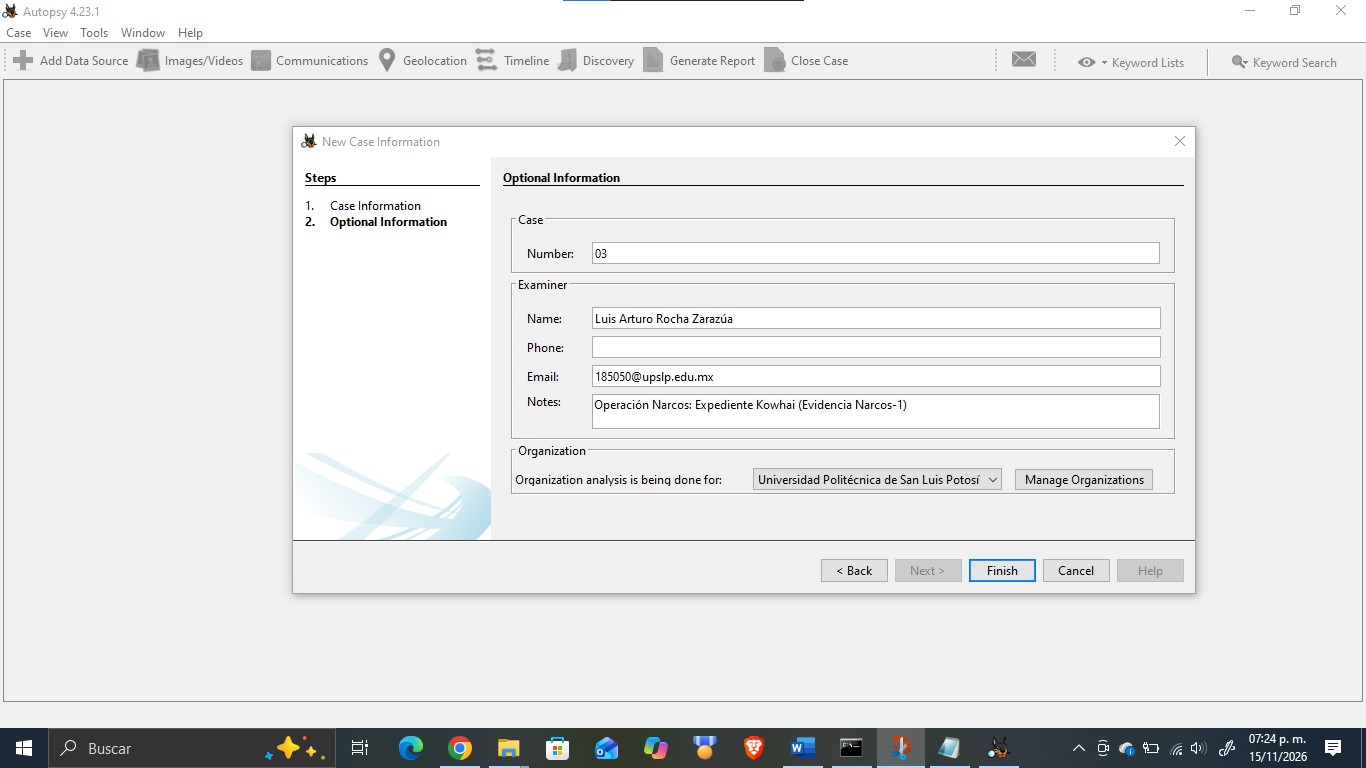 Autopsy 4.23.1
Case View Tools Window Help
Add Data Source Images/Videos Communications Geolocation Timeline Discovery Generate Report Close Case Keyword Lists Keyword Search
New Case Information
Steps
1. Case Information
2. Optional Information
Optional Information
Case
Number: 03
Examiner
Name: Luis Arturo Rocha Zarazúa
Phone:
Email: 185050@upslp.edu.mx
Notes: Operación Narcos: Expediente Kowhai (Evidencia Narcos-1)
Organization
Organization analysis is being done for: Universidad Politécnica de San Luis Potosí Manage Organizations
< Back Next > Finish Cancel Help
Buscar
07:24 p. m.
15/11/2026